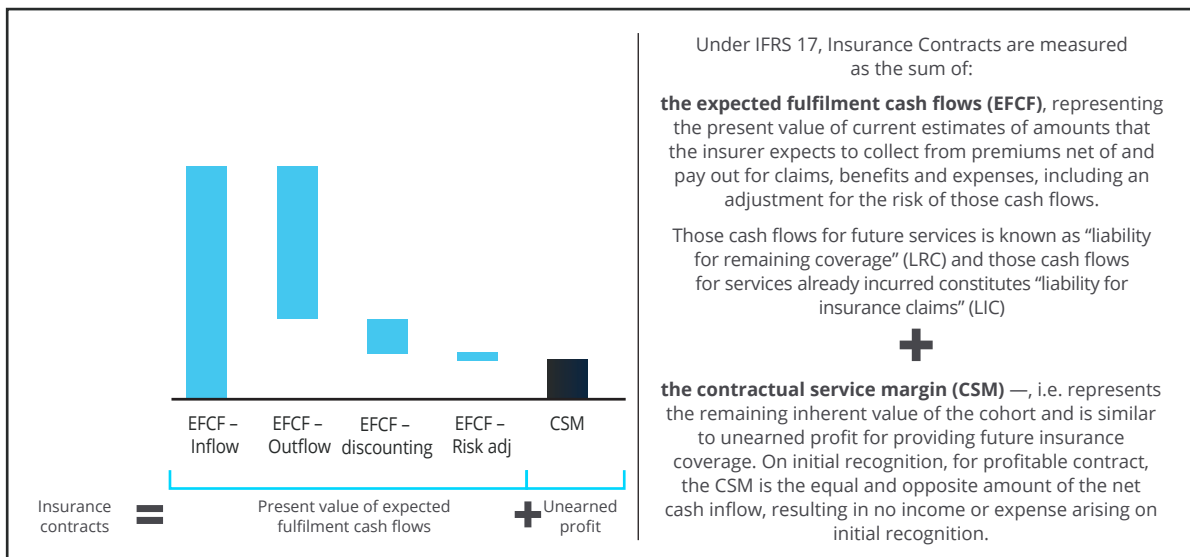 EFCF –
Inflow
EFCF –
Outflow
EFCF –
discounting
EFCF –
Risk adj
CSM
Insurance
contracts
=
Present value of expected
fulfilment cash flows
+
Unearned
profit
Under IFRS 17, Insurance Contracts are measured
as the sum of:
the expected fulfilment cash flows (EFCF), representing
the present value of current estimates of amounts that
the insurer expects to collect from premiums net of and
pay out for claims, benefits and expenses, including an
adjustment for the risk of those cash flows.
Those cash flows for future services is known as “liability
for remaining coverage” (LRC) and those cash flows
for services already incurred constitutes “liability for
insurance claims” (LIC)
+
the contractual service margin (CSM) —, i.e. represents
the remaining inherent value of the cohort and is similar
to unearned profit for providing future insurance
coverage. On initial recognition, for profitable contract,
the CSM is the equal and opposite amount of the net
cash inflow, resulting in no income or expense arising on
initial recognition.